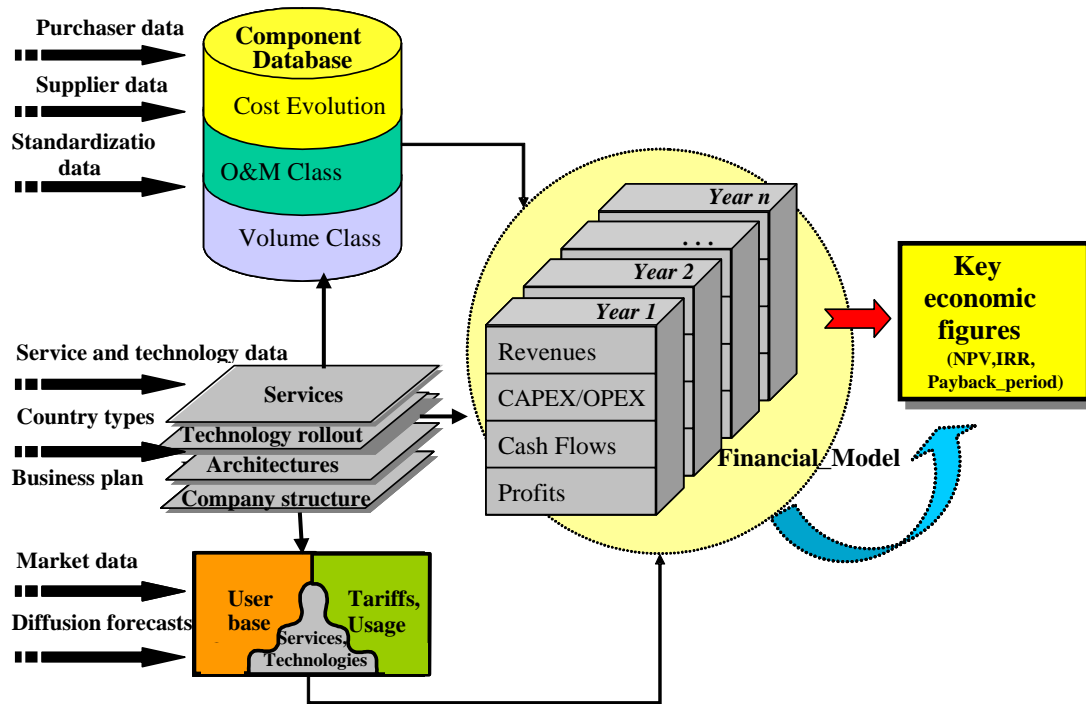 Purchaser data
Supplier data
Standardizatio
data
Component
Database
Cost Evolution
O&M Class
Volume Class
Service and technology data
Country types
Business plan
Services
Technology rollout
Architectures
Company structure
Market data
Diffusion forecasts
User
base
Tariffs,
Usage
Services,
Technologies
Year n
. . .
Year 2
Year 1
Revenues
CAPEX/OPEX
Cash Flows
Profits
Financial_Model
Key
economic
figures
(NPV,IRR,
Payback_period)